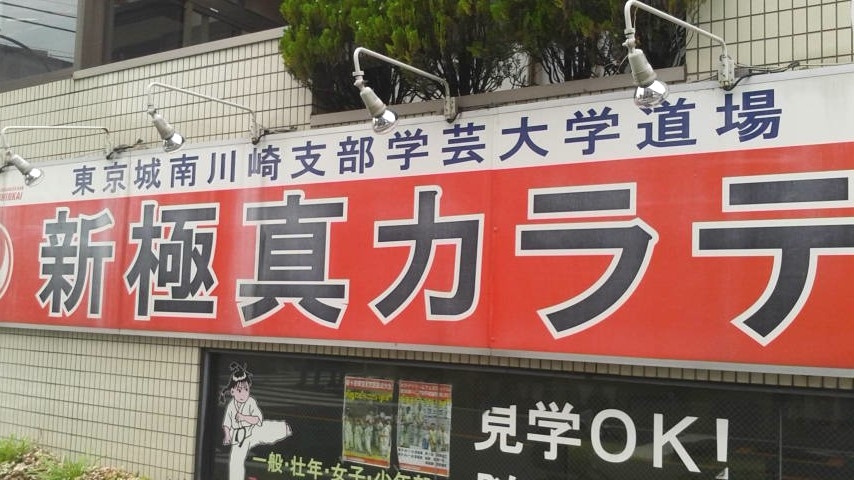 東京城南川崎支部学芸大学道場
新極真カラテ
見学OK!
一般・壮年・女子・少年部